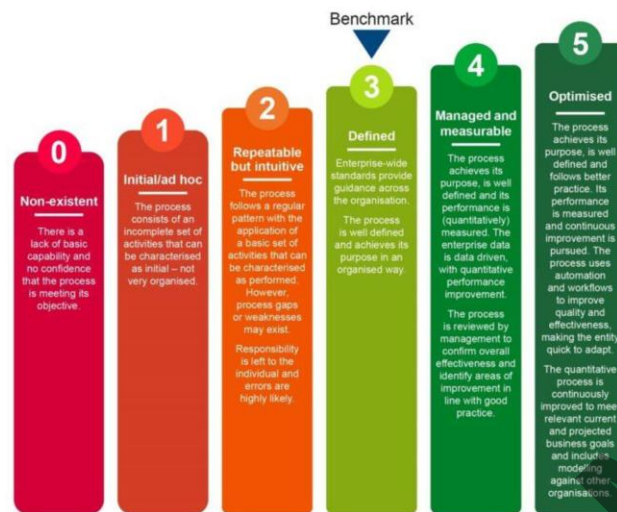 Benchmark
0
Non-existent
There is a
lack of basic
capability and
no confidence
that the process
is meeting its
objective.
1
Initial/ad hoc
The process
consists of an
incomplete set of
activities that can
be characterised
as initial – not
very organised.
2
Repeatable
but intuitive
The process
follows a regular
pattern with the
application of
a basic set of
activities that can
be characterised
as performed.
However,
process gaps
or weaknesses
may exist.
Responsibility
is left to the
individual and
errors are
highly likely.
3
Defined
Enterprise-wide
standards provide
guidance across
the organisation.
The process
is well defined
and achieves its
purpose in an
organised way.
4
Managed and
measurable
The process
achieves its
purpose, is well
defined and its
performance is
(quantitatively)
measured. The
enterprise data
is data driven,
with quantitative
performance
improvement.
The process
is reviewed by
management to
confirm overall
effectiveness and
identify areas of
improvement in
line with good
practice.
5
Optimised
The process
achieves its
purpose, is well
defined and
follows better
practice. Its
performance
is measured
and continuous
improvement is
pursued. The
process uses
automation
and workflows
to improve
quality and
effectiveness,
making the entity
quick to adapt.
The quantitative
process is
continuously
improved to meet
relevant current
and projected
business goals
and includes
modelling
against other
organisations.